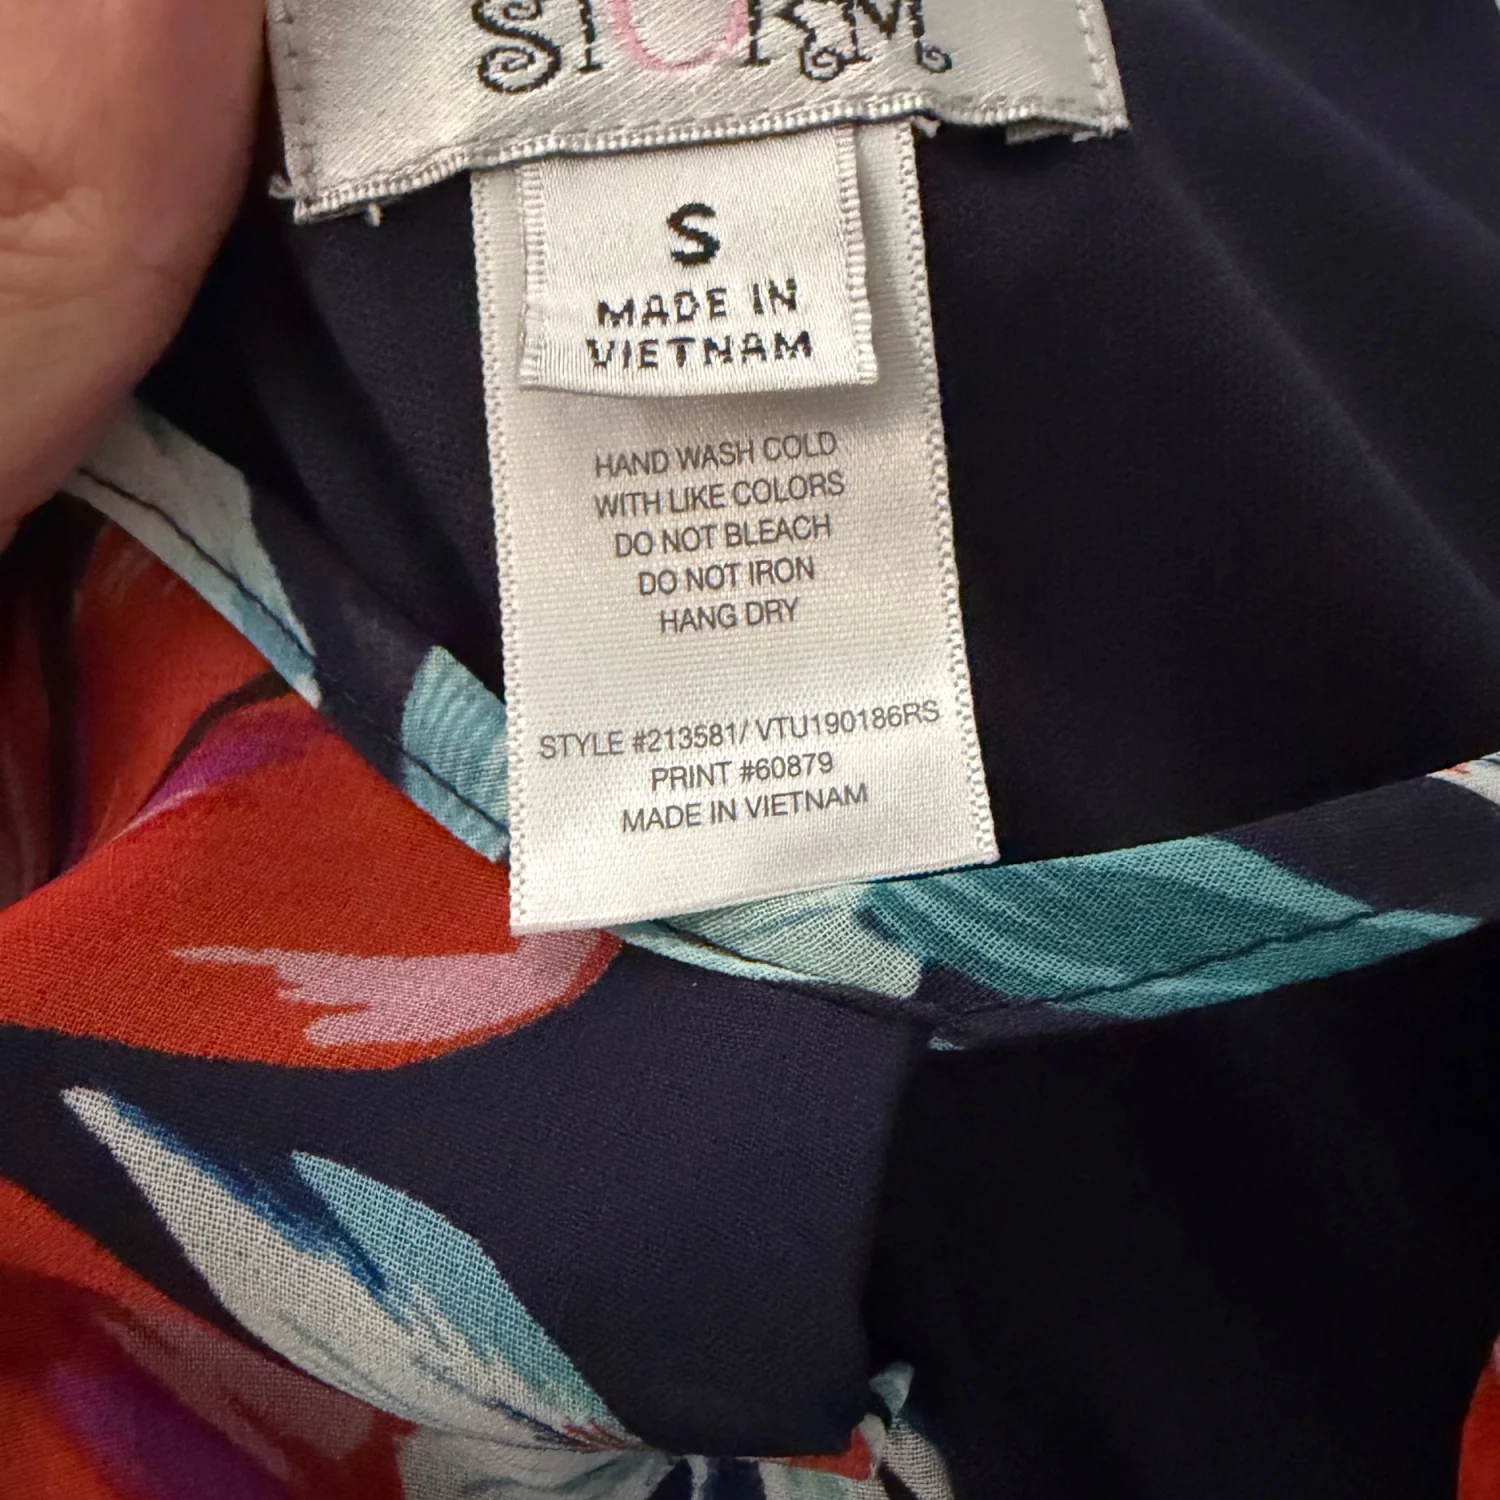 STORM
S
MADE IN
VIETNAM
HAND WASH COLD
WITH LIKE COLORS
DO NOT BLEACH
DO NOT IRON
HANG DRY
STYLE #213581/ VTU190186RS
PRINT #60879
MADE IN VIETNAM